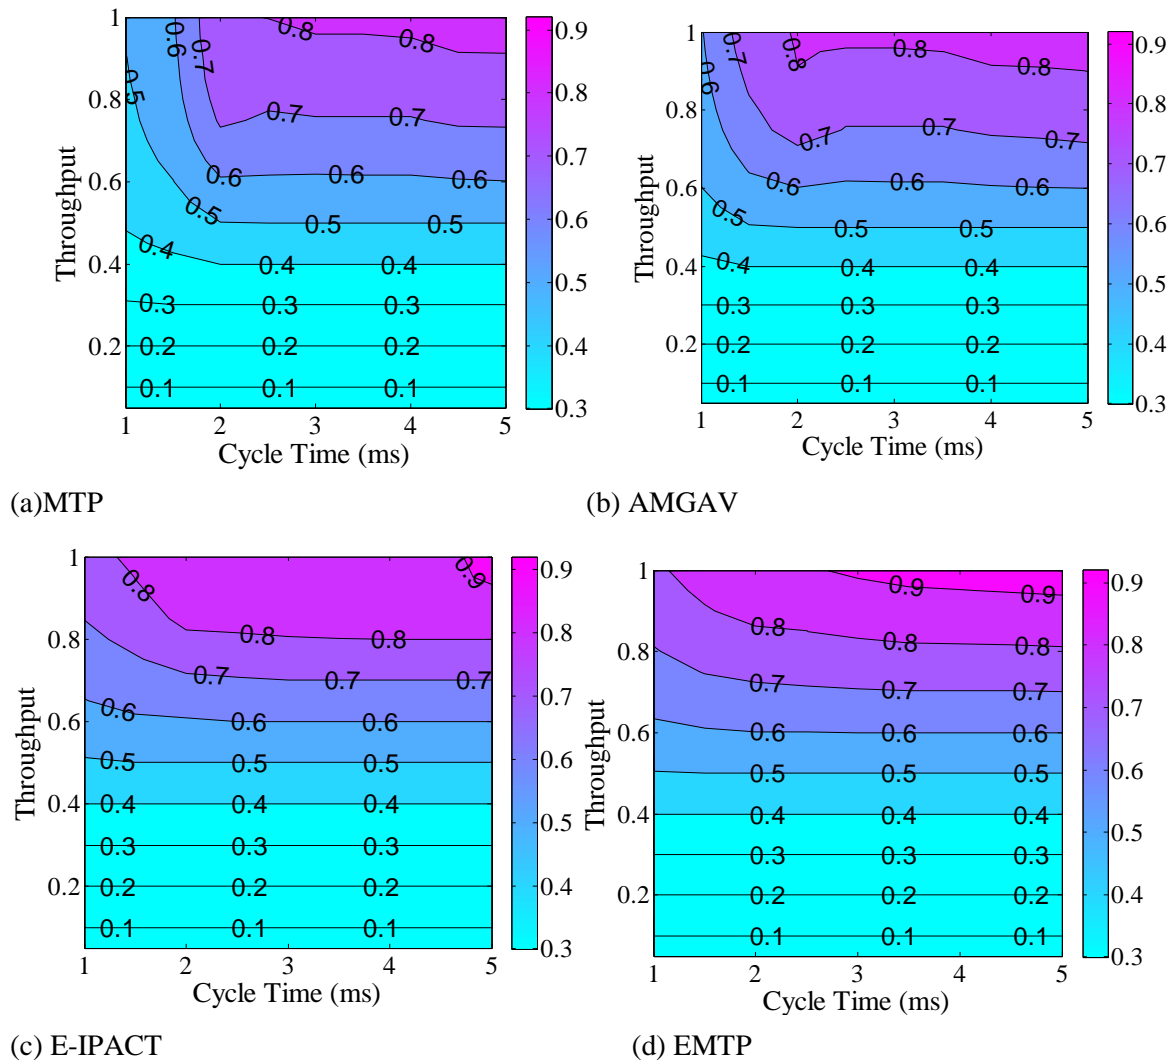 1
0.8
0.6
0.4
0.2
Throughput
0.5 0.6 0.7 0.8 0.8
0.7 0.7
0.6 0.6 0.6
0.5 0.5 0.5
0.4 0.4 0.4
0.3 0.3 0.3
0.2 0.2 0.2
0.1 0.1 0.1
1 2 3 4 5
Cycle Time (ms)
0.9
0.8
0.7
0.6
0.5
0.4
0.3
(a)MTP
1
0.8
0.6
0.4
0.2
Throughput
0.6 0.7 0.8 0.8 0.8
0.7 0.7 0.7
0.6 0.6 0.6
0.5 0.5 0.5
0.4 0.4 0.4
0.3 0.3 0.3
0.2 0.2 0.2
0.1 0.1 0.1
1 2 3 4 5
Cycle Time (ms)
0.9
0.8
0.7
0.6
0.5
0.4
0.3
(b) AMGAV
1
0.8
0.6
0.4
0.2
Throughput
0.8 0.9
0.8 0.8
0.7 0.7 0.7
0.6 0.6 0.6
0.5 0.5 0.5
0.4 0.4 0.4
0.3 0.3 0.3
0.2 0.2 0.2
0.1 0.1 0.1
1 2 3 4 5
Cycle Time (ms)
0.9
0.8
0.7
0.6
0.5
0.4
0.3
(c) E-IPACT
1
0.8
0.6
0.4
0.2
Throughput
0.9 0.9
0.8 0.8 0.8
0.7 0.7 0.7
0.6 0.6 0.6
0.5 0.5 0.5
0.4 0.4 0.4
0.3 0.3 0.3
0.2 0.2 0.2
0.1 0.1 0.1
1 2 3 4 5
Cycle Time (ms)
0.9
0.8
0.7
0.6
0.5
0.4
0.3
(d) EMTP